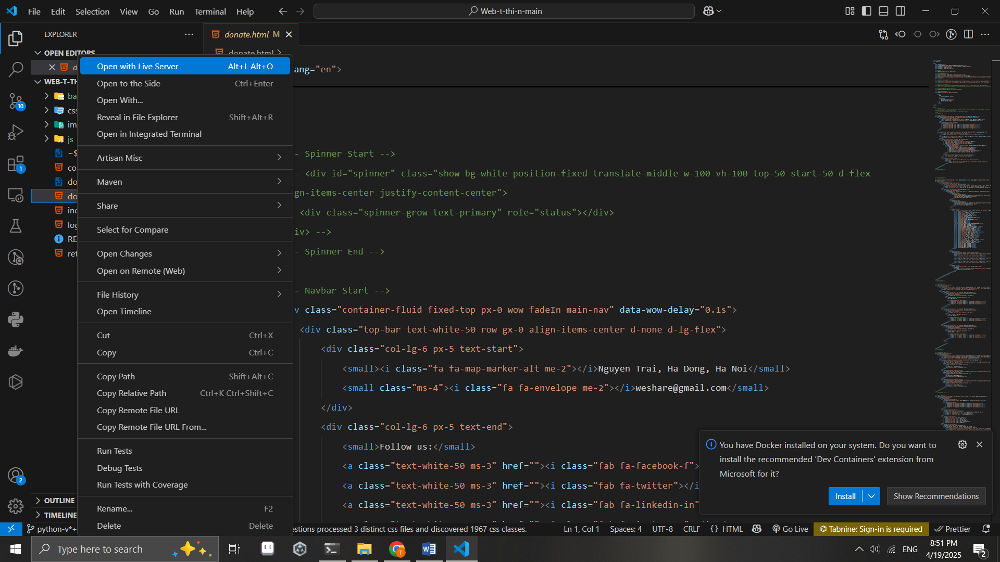 File Edit Selection View Go Run Terminal Help
Web-t-thi-n-main
EXPLORER
donate.html M
OPEN EDITORS
donate.html
WEB-T-TH
ba
css
im
js
~$
co
do
do
inc
log
RE
ret
OUTLINE
TIMELINE
Open with Live Server Alt+L Alt+O
Open to the Side Ctrl+Enter
Open With...
Reveal in File Explorer Shift+Alt+R
Open in Integrated Terminal
Artisan Misc
Maven
Share
Select for Compare
Open Changes
Open on Remote (Web)
File History
Open Timeline
Cut Ctrl+X
Copy Ctrl+C
Copy Path Shift+Alt+C
Copy Relative Path Ctrl+K Ctrl+Shift+C
Copy Remote File URL
Copy Remote File URL From...
Run Tests
Debug Tests
Run Tests with Coverage
Rename... F2
Delete Delete
ang="en">
- Spinner Start -->
- <div id="spinner" class="show bg-white position-fixed translate-middle w-100 vh-100 top-50 start-50 d-flex
gn-items-center justify-content-center">
<div class="spinner-grow text-primary" role="status"></div>
iv> -->
- Spinner End -->
- Navbar Start -->
v class="container-fluid fixed-top px-0 wow fadeIn main-nav" data-wow-delay="0.1s">
<div class="top-bar text-white-50 row gx-0 align-items-center d-none d-lg-flex">
<div class="col-lg-6 px-5 text-start">
<small><i class="fa fa-map-marker-alt me-2"></i>Nguyen Trai, Ha Dong, Ha Noi</small>
<small class="ms-4"><i class="fa fa-envelope me-2"></i>weshare@gmail.com</small>
</div>
<div class="col-lg-6 px-5 text-end">
<small>Follow us:</small>
<a class="text-white-50 ms-3" href=""><i class="fab fa-facebook-f">
<a class="text-white-50 ms-3" href=""><i class="fab fa-twitter"></i
<a class="text-white-50 ms-3" href=""><i class="fab fa-linkedin-in"
You have Docker installed on your system. Do you want to
install the recommended 'Dev Containers' extension from
Microsoft for it?
Install Show Recommendations
10
1
2
python-v*+ estions processed 3 distinct css files and discovered 1967 css classes. Ln 1, Col 1 Spaces: 4 UTF-8 CRLF {} HTML Go Live Tabnine: Sign-in is required Prettier
Type here to search
ENG
8:51 PM
4/19/2025
2